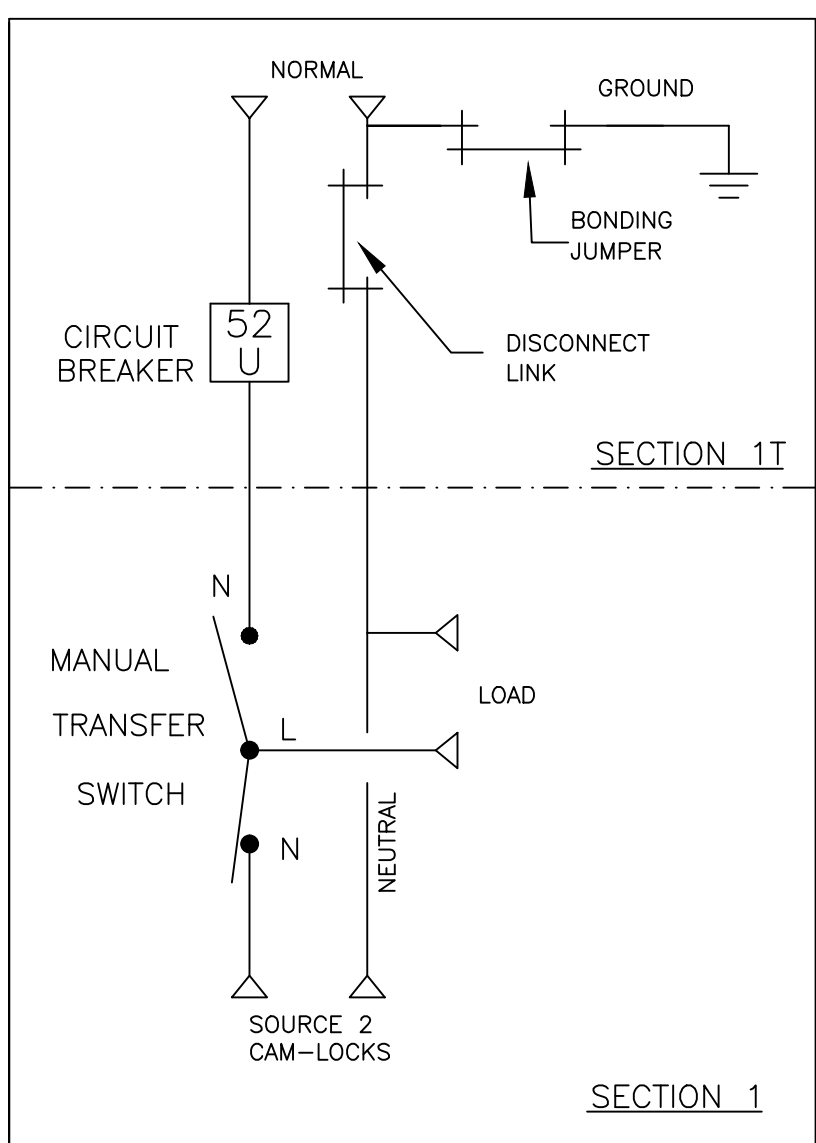 NORMAL
GROUND
BONDING
JUMPER
CIRCUIT
BREAKER
52
U
DISCONNECT
LINK
SECTION 1T
N
MANUAL
TRANSFER
SWITCH
L
LOAD
N
NEUTRAL
SOURCE 2
CAM-LOCKS
SECTION 1